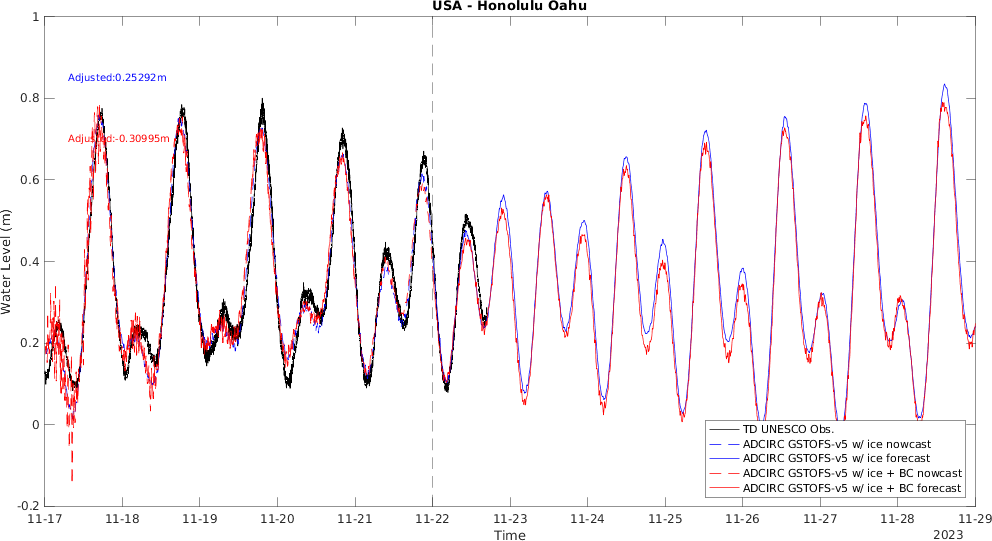 USA - Honolulu Oahu
1
0.8
0.6
0.4
0.2
0
-0.2
Water Level (m)
Adjusted:0.25292m
Adjusted:-0.30995m
TD UNESCO Obs.
ADCIRC GSTOFS-v5 w/ ice nowcast
ADCIRC GSTOFS-v5 w/ ice forecast
ADCIRC GSTOFS-v5 w/ ice + BC nowcast
ADCIRC GSTOFS-v5 w/ ice + BC forecast
11-17 11-18 11-19 11-20 11-21 11-22 11-23 11-24 11-25 11-26 11-27 11-28 11-29
Time
2023